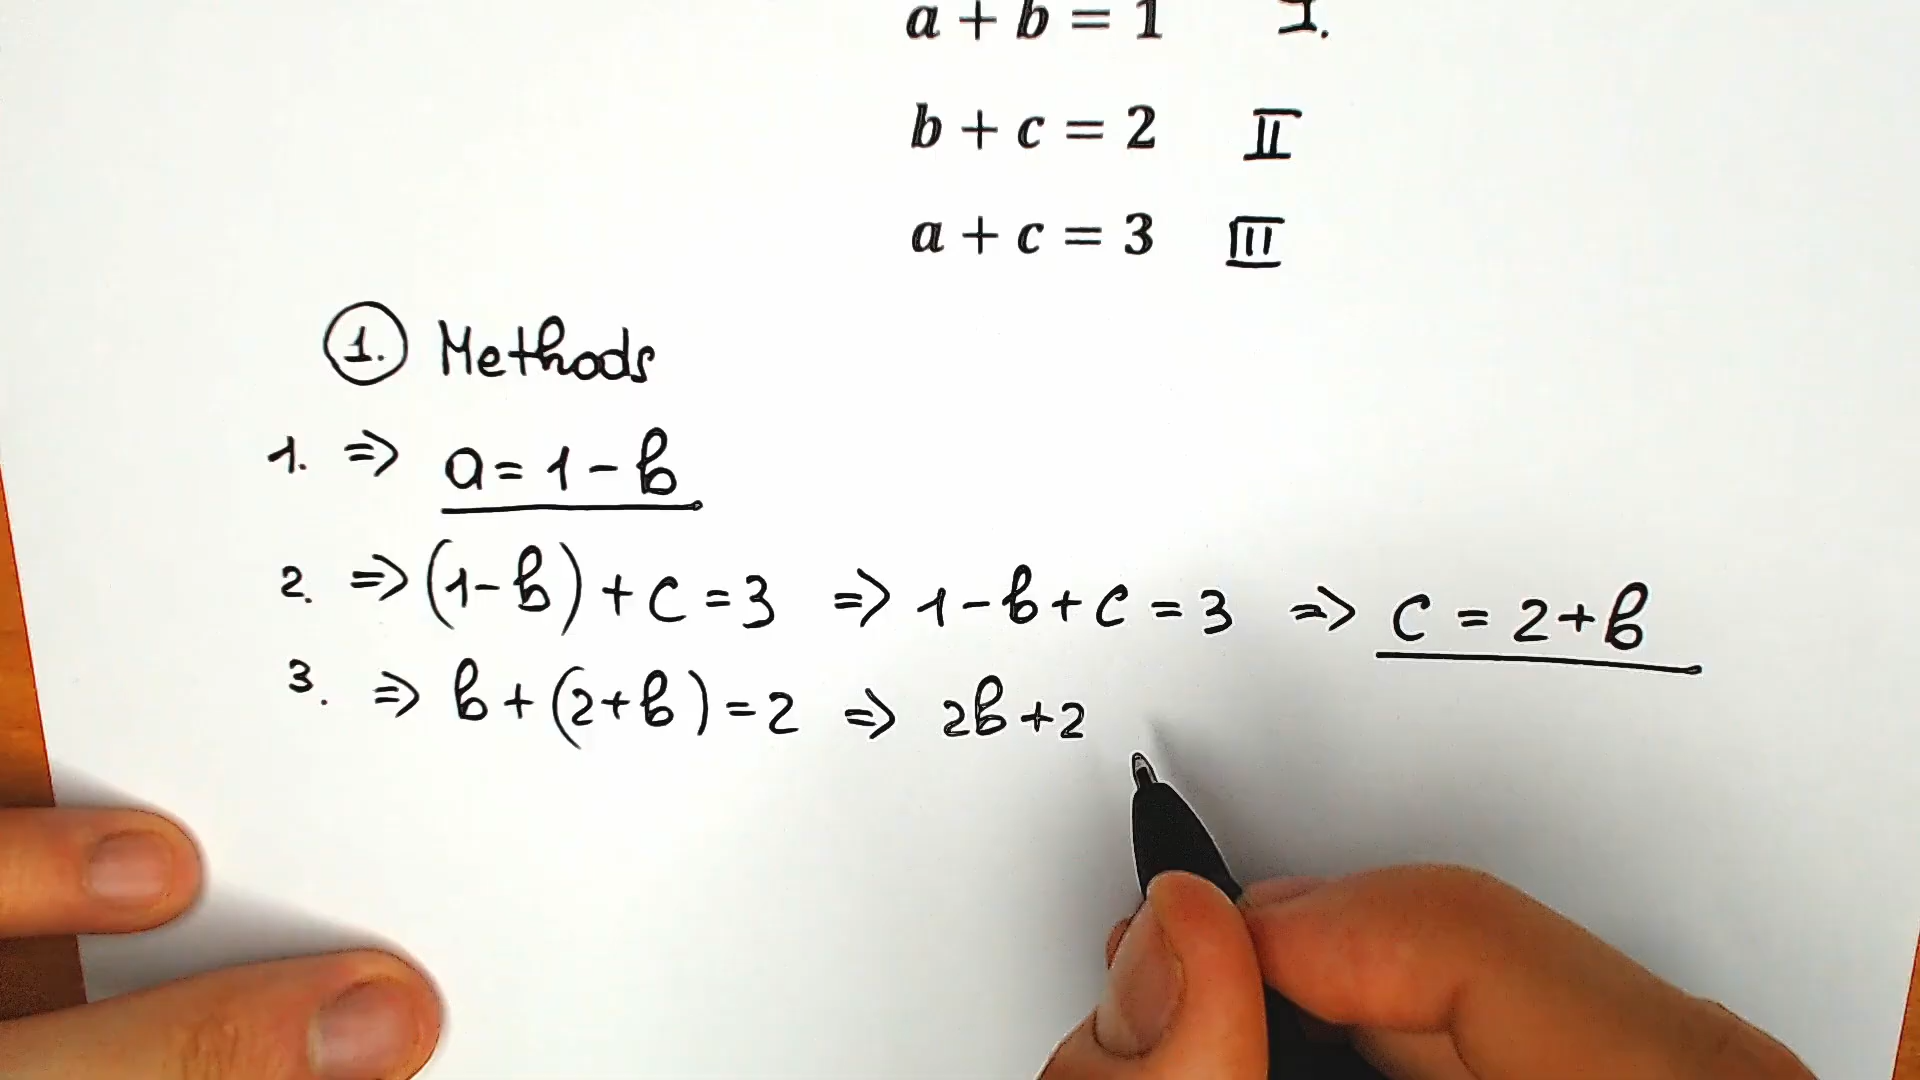 a + b = 1 I.
b + c = 2 II
a + c = 3 III
1. Methods
1. => a = 1 - b
2. => (1 - b) + c = 3 => 1 - b + c = 3 => c = 2 + b
3. => b + (2 + b) = 2 => 2b + 2